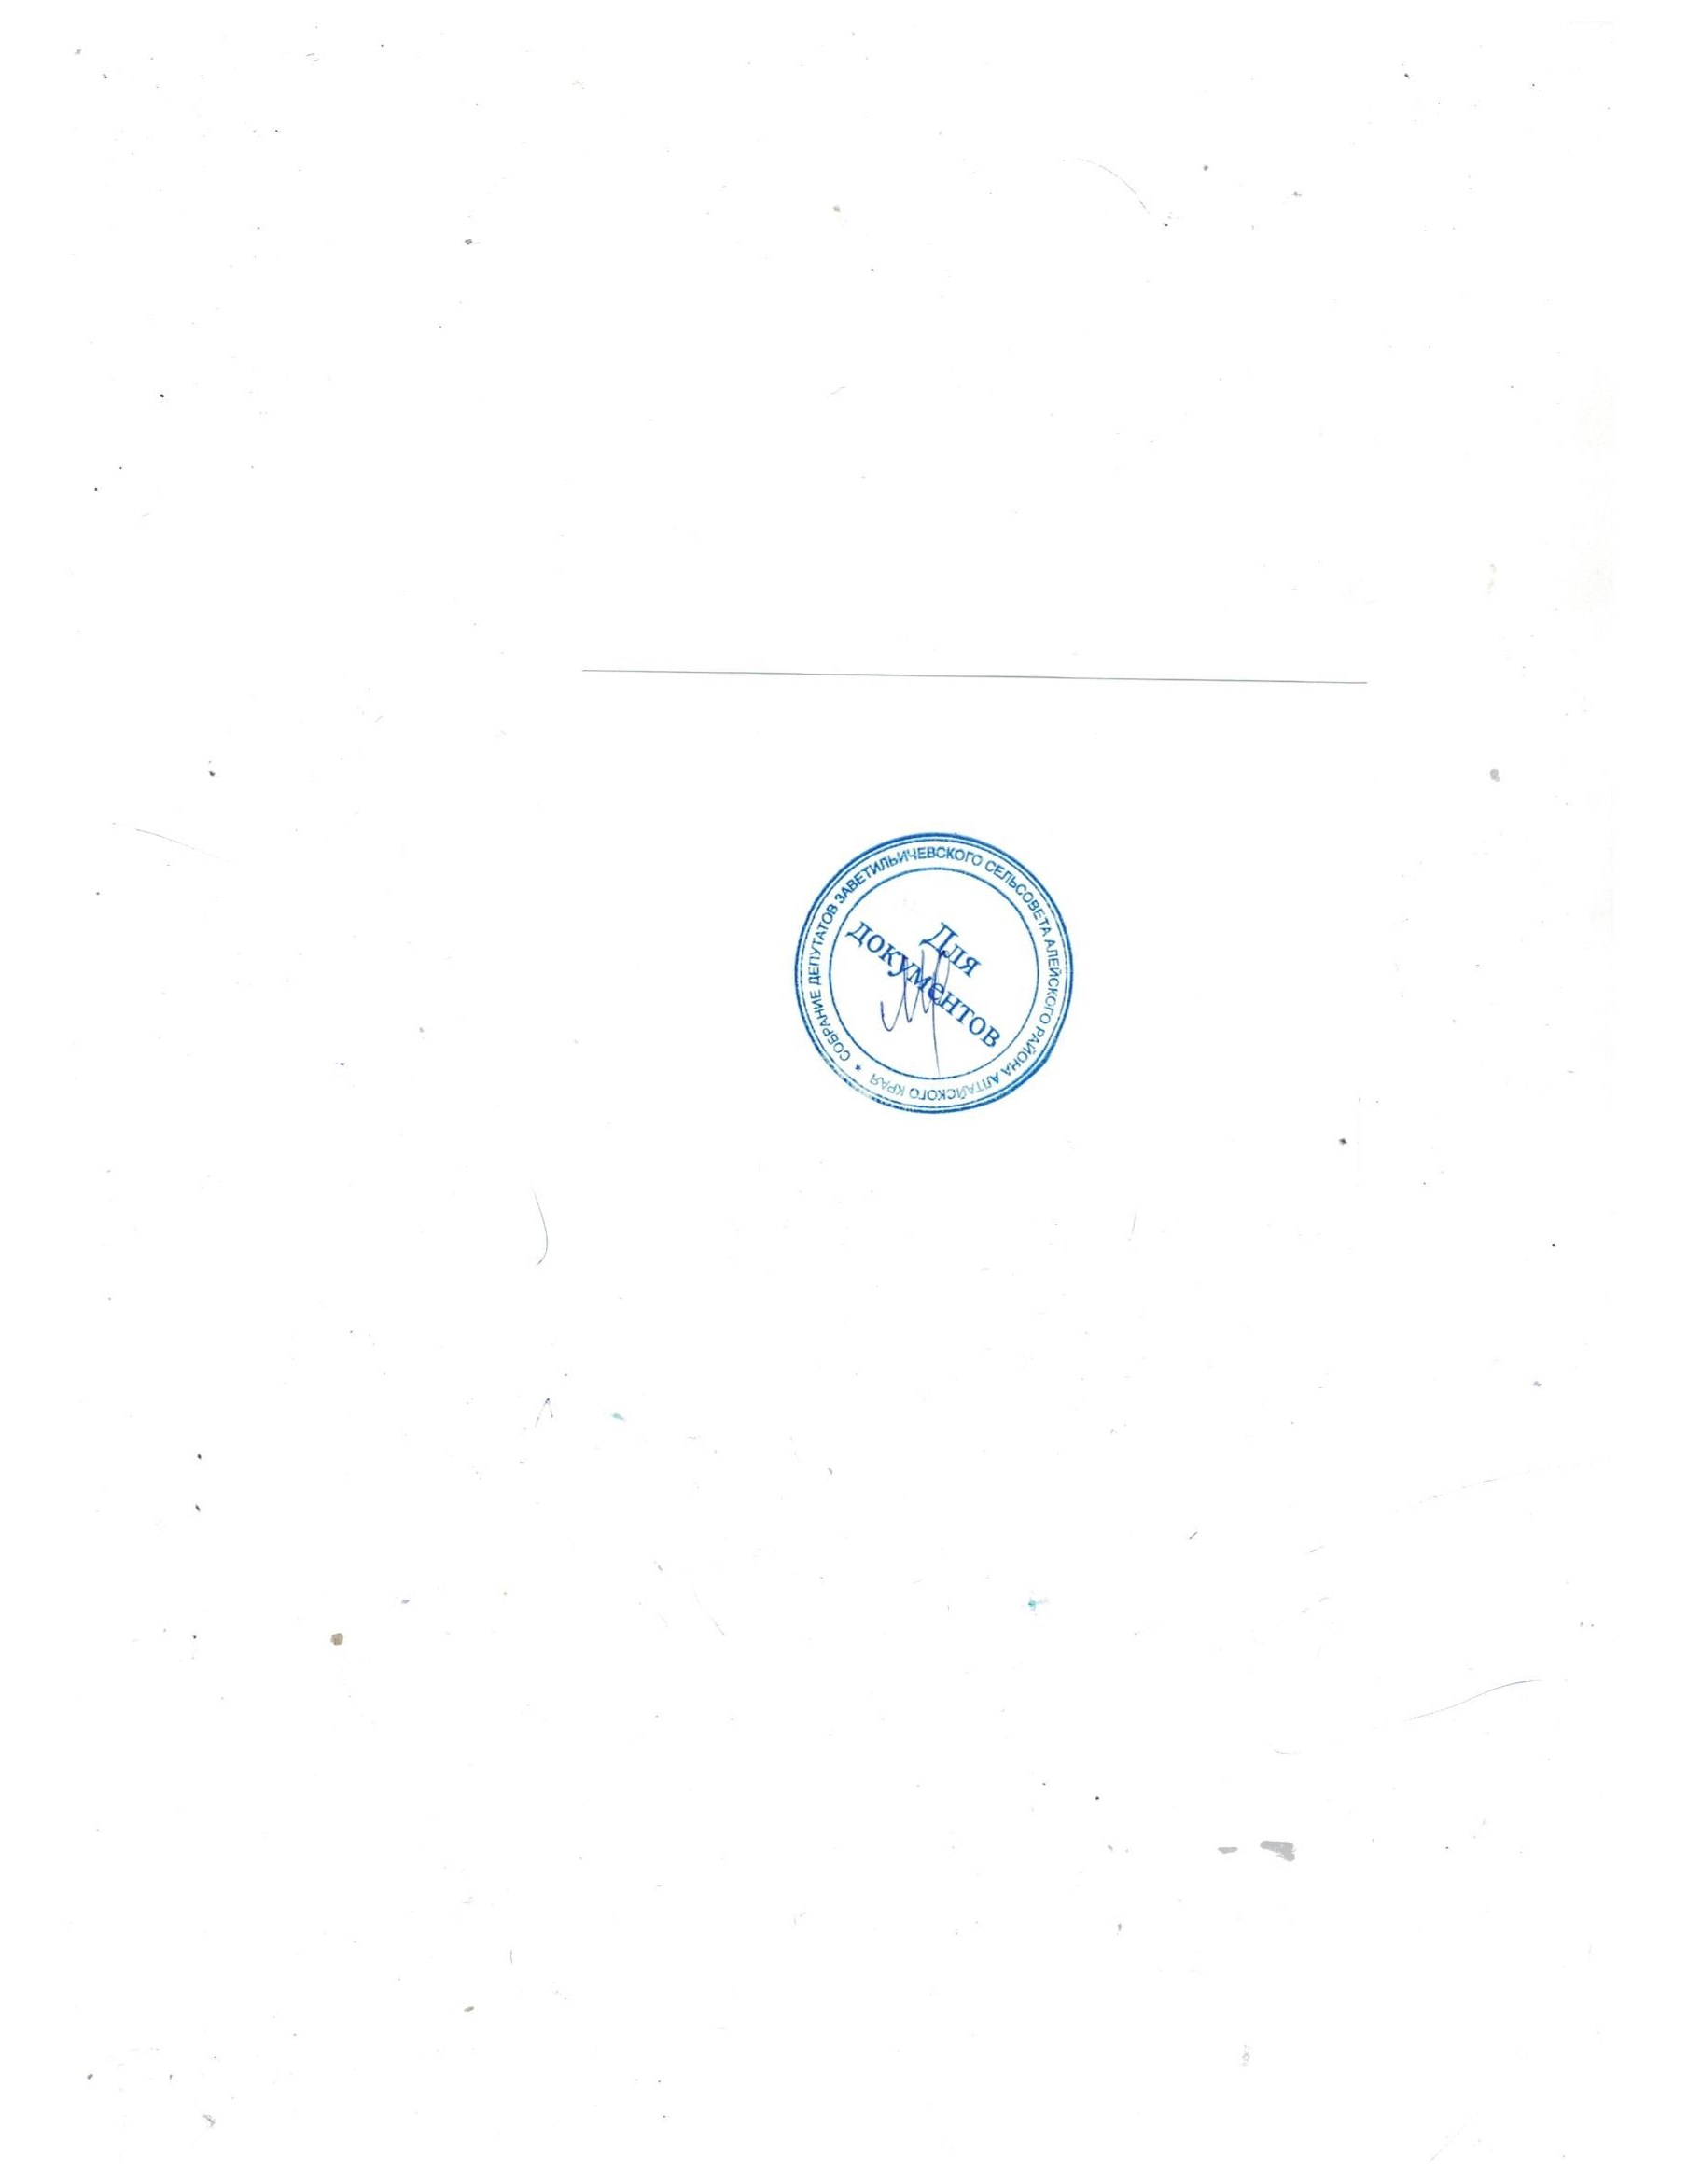 СОБРАНИЕ ДЕПУТАТОВ ЗАВЕТИЛЬИЧЕВСКОГО СЕЛЬСОВЕТА АЛЕЙСКОГО РАЙОНА АЛТАЙСКОГО КРАЯ *
Для
документов